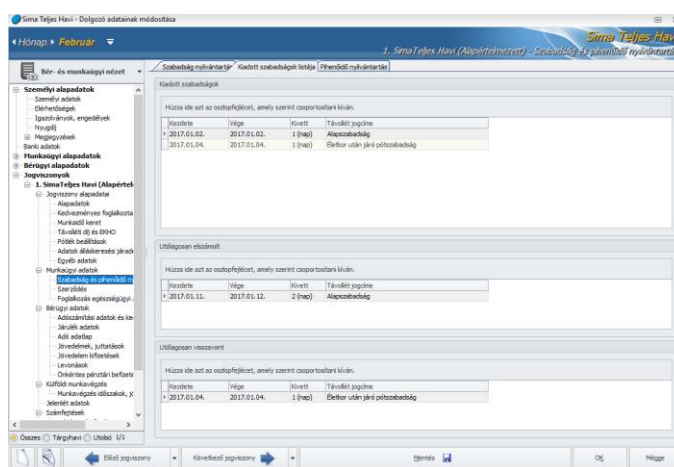 Sima Teljes Havi - Dolgozó adatainak módosítása
Hónap: Február
Sima Teljes Hav
1. SimaTeljes Havi (Alapértelmezett) - Szabadság és pihenőidő nyilvántartá
Bér- és munkaügyi nézet
Szabadság nyilvántartás
Kiadott szabadságok listája
Pihenőidő nyilvántartás
Személyi alapadatok
Személyi adatok
Elérhetőségek
Igazolványok, engedélyek
Nyugdíj
Megjegyzések
Banki adatok
Munkaügyi alapadatok
Bérügyi alapadatok
Jogviszonyok
1. SimaTeljes Havi (Alapértel
Jogviszony alapadatai
Alapadatok
Kedvezményes foglalkozta
Munkaidő keret
Távolléti díj és EKHO
Pótlék beállítások
Adatok álláskeresési járadé
Egyéb adatok
Munkaügyi adatok
Szabadság és pihenőidő ny
Szerződés
Foglalkozás egészségügyi
Bérügyi adatok
Adószámítási adatok és ke
Járulék adatok
Adó adatlap
Jövedelmek, juttatások
Jövedelem kifizetések
Levonások
Önkéntes pénztári befizeté
Külföldi munkavégzés
Munkavégzés időszakok, jö
Jelenlét adatok
Számfejtések
Összes Tárgyhavi Utolsó 1/1
Kiadott szabadságok
Húzza ide azt az oszlopfejlécet, amely szerint csoportosítani kíván.
Kezdete Vége Kivett Távollét jogcíme
2017.01.02. 2017.01.02. 1 (nap) Alapszabadság
2017.01.04. 2017.01.04. 1 (nap) Életkor után járó pótszabadság
Utólagosan elszámolt
Húzza ide azt az oszlopfejlécet, amely szerint csoportosítani kíván.
Kezdete Vége Kivett Távollét jogcíme
2017.01.11. 2017.01.12. 2 (nap) Alapszabadság
Utólagosan visszavont
Húzza ide azt az oszlopfejlécet, amely szerint csoportosítani kíván.
Kezdete Vége Kivett Távollét jogcíme
2017.01.04. 2017.01.04. 1 (nap) Életkor után járó pótszabadság
Előző jogviszony
Következő jogviszony
Mentés
OK
Mégse